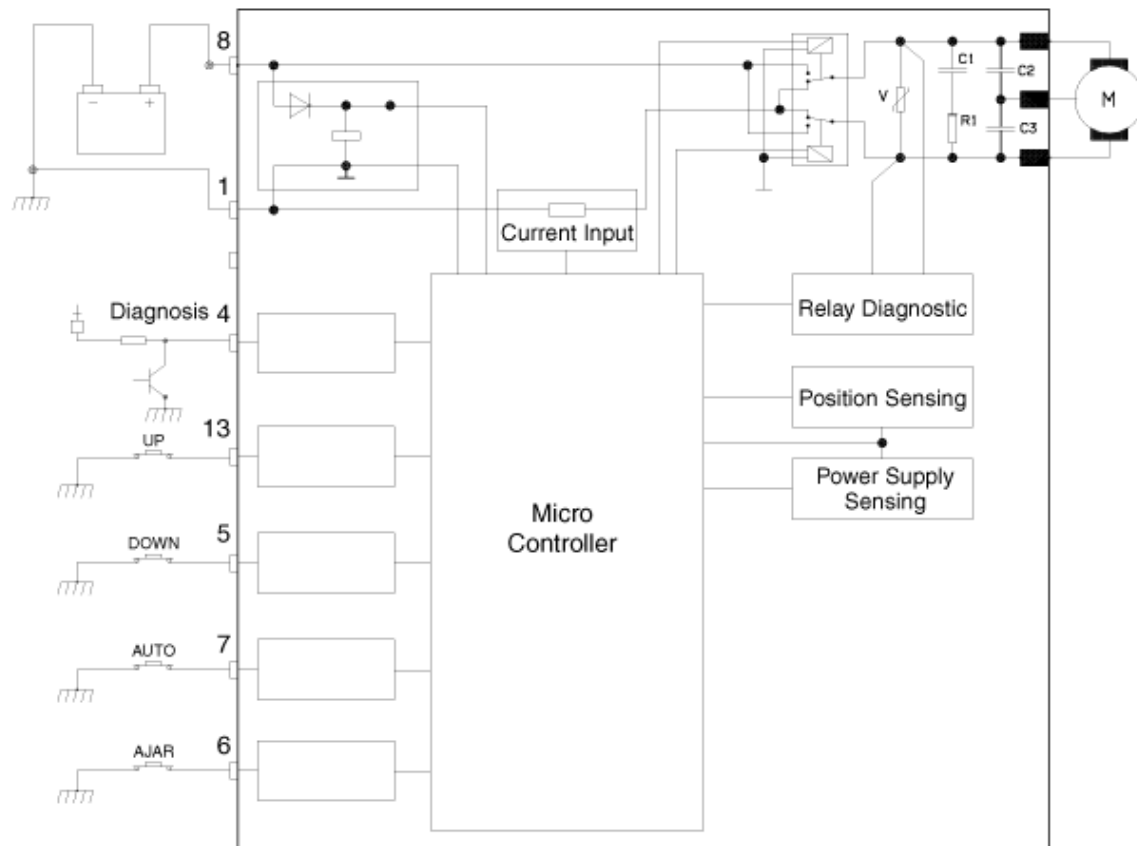 8
C1
C2
V
M
R1
C3
- +
1
Current Input
Diagnosis 4
Relay Diagnostic
Position Sensing
13
UP
Power Supply
Sensing
Micro
Controller
5
DOWN
7
AUTO
6
AJAR